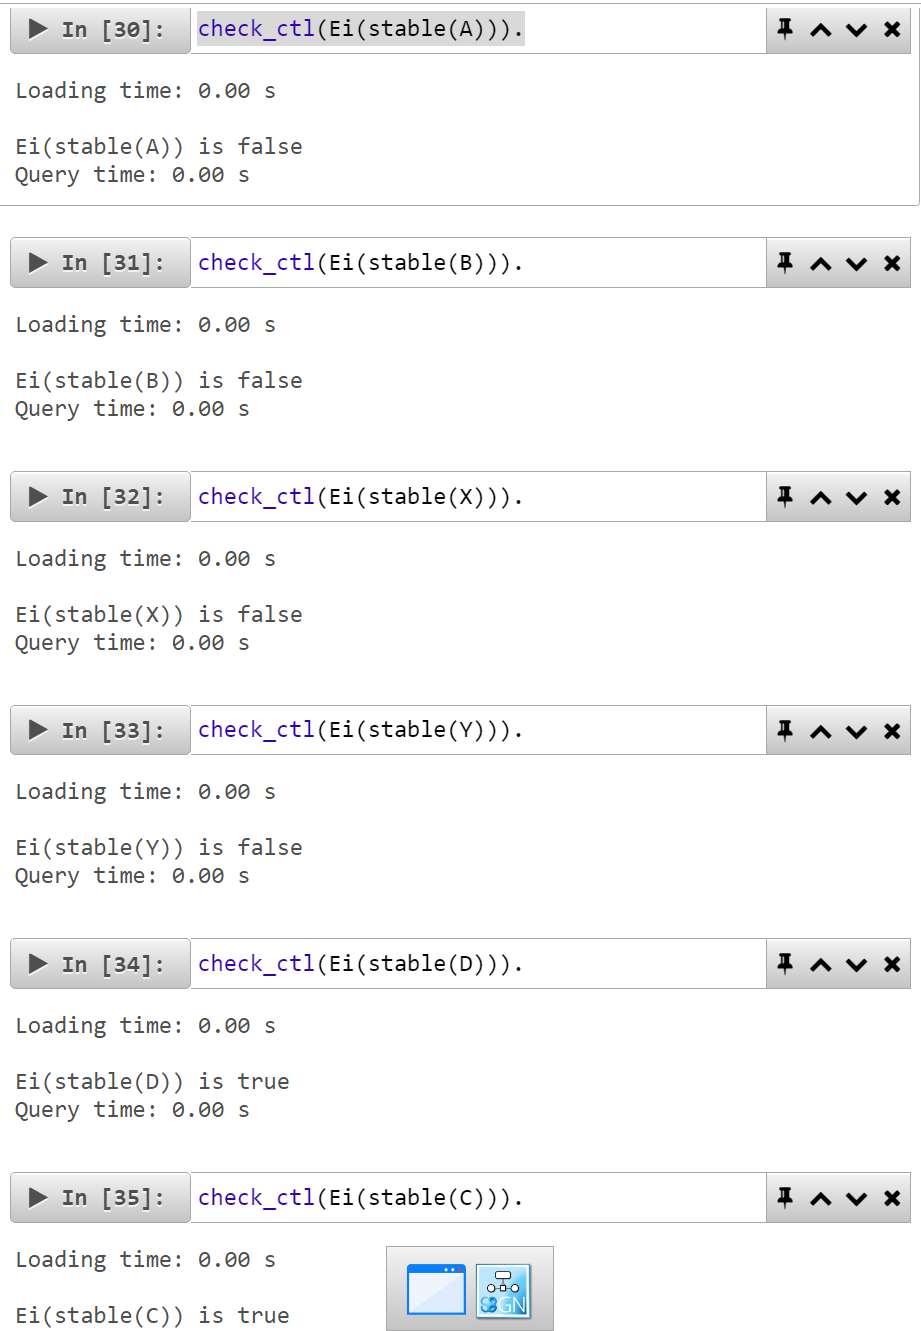 In [30]: check_ctl(Ei(stable(A))).
Loading time: 0.00 s
Ei(stable(A)) is false
Query time: 0.00 s
In [31]: check_ctl(Ei(stable(B))).
Loading time: 0.00 s
Ei(stable(B)) is false
Query time: 0.00 s
In [32]: check_ctl(Ei(stable(X))).
Loading time: 0.00 s
Ei(stable(X)) is false
Query time: 0.00 s
In [33]: check_ctl(Ei(stable(Y))).
Loading time: 0.00 s
Ei(stable(Y)) is false
Query time: 0.00 s
In [34]: check_ctl(Ei(stable(D))).
Loading time: 0.00 s
Ei(stable(D)) is true
Query time: 0.00 s
In [35]: check_ctl(Ei(stable(C))).
Loading time: 0.00 s
Ei(stable(C)) is true
GN